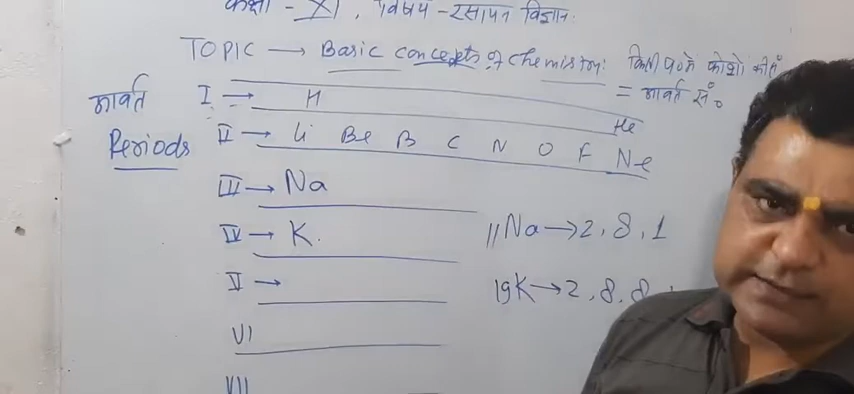 कक्षा - XI, विषय - रसायन विज्ञान
TOPIC → Basic concepts of chemistry:
= आवर्त सं०
आवर्त Periods
I → H He
II → Li Be B C N O F Ne
III → Na
IV → K.
V →
VI
VII
11Na → 2, 8, 1
19K → 2, 8, 8,